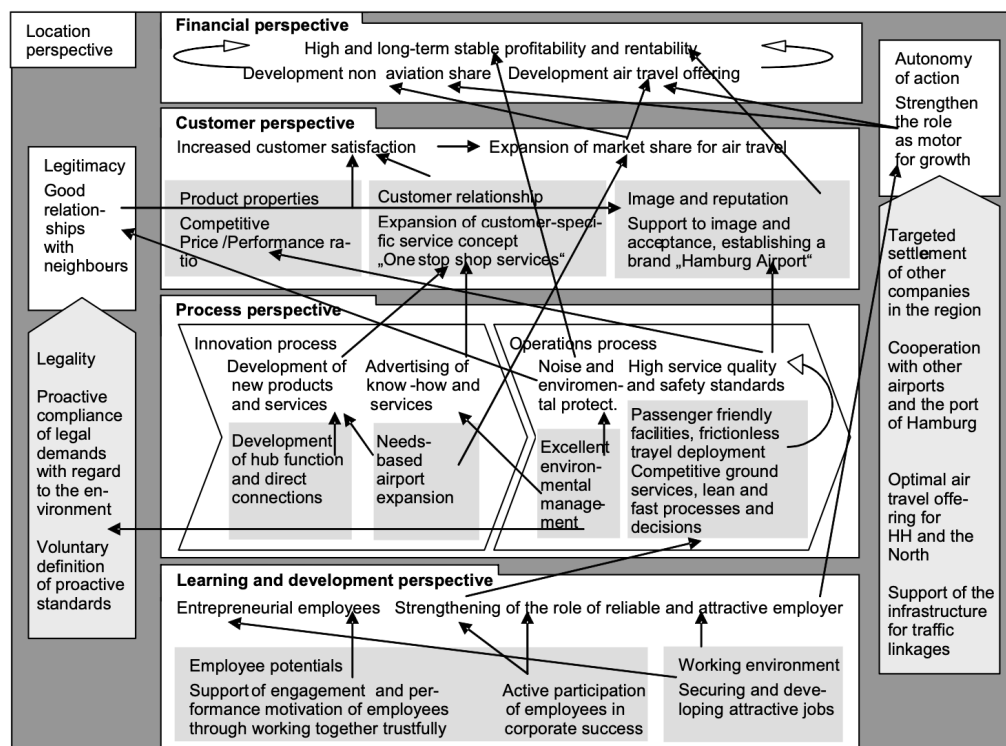 Location
perspective
Financial perspective
High and long-term stable profitability and rentability
Development non aviation share Development air travel offering
Autonomy
of action
Strengthen
the role
as motor
for growth
Customer perspective
Increased customer satisfaction
Expansion of market share for air travel
Legitimacy
Good
relation-
ships
with
neighbours
Product properties
Competitive
Price /Performance ra-
tio
Customer relationship
Expansion of customer-speci-
fic service concept
„One stop shop services“
Image and reputation
Support to image and
acceptance, establishing a
brand „Hamburg Airport“
Targeted
settlement
of other
companies
in the region
Cooperation
with other
airports
and the port
of Hamburg
Optimal air
travel offe-
ring for
HH and the
North
Support of the
infrastructure
for traffic
linkages
Process perspective
Legality
Proactive
compliance
of legal
demands
with regard
to the en-
vironment
Voluntary
definition
of proactive
standards
Innovation process
Development of
new products
and services
Advertising of
know -how and
services
Development
of hub function
and direct
connections
Needs-
based
airport
expansion
Operations process
Noise and
enviromen-
tal protect.
High service quality
and safety standards
Excellent
environ-
mental
manage-
ment
Passenger friendly
facilities, frictionless
travel deployment
Competitive ground
services, lean and
fast processes and
decisions
Learning and development perspective
Entrepreneurial employees
Strengthening of the role of reliable and attractive employer
Employee potentials
Support of engagement and per-
formance motivation of employees
through working together trustfully
Active participation
of employees in
corporate success
Working environment
Securing and deve-
loping attractive jobs